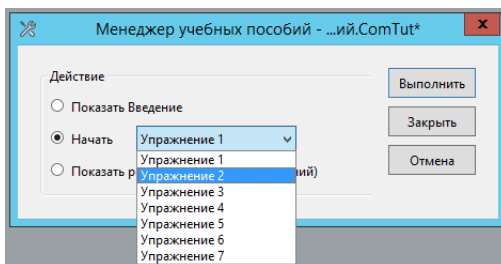 Менеджер учебных пособий - ...ий.ComTut*
x
Действие
Выполнить
Показать Введение
Закрыть
Начать Упражнение 1
Упражнение 1
Отмена
Показать р
Упражнение 2
ий)
Упражнение 3
Упражнение 4
Упражнение 5
Упражнение 6
Упражнение 7